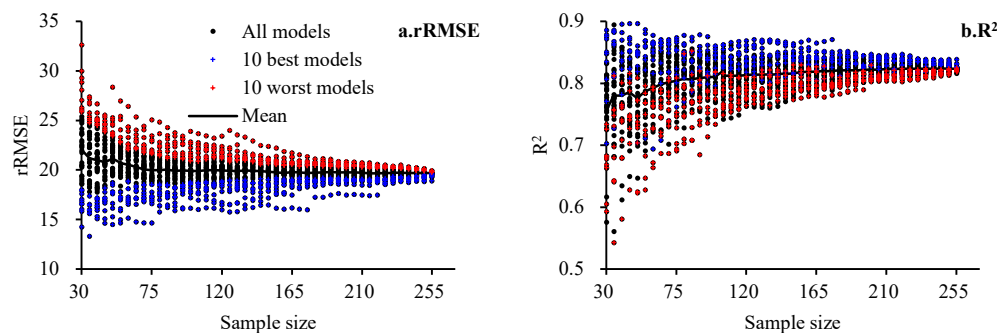 a.rRMSE
All models
10 best models
10 worst models
Mean
rRMSE
35
30
25
20
15
10
30 75 120 165 210 255
Sample size
b.R²
R²
0.9
0.8
0.7
0.6
0.5
30 75 120 165 210 255
Sample size